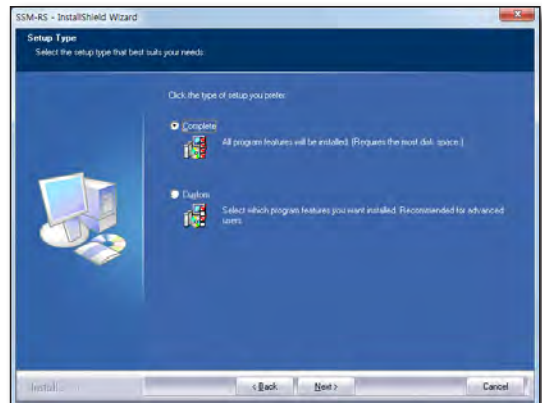 SSM-RS - InstallShield Wizard
Setup Type
Select the setup type that best suits your needs.
Click the type of setup you prefer.
Complete
All program features will be installed. (Requires the most disk space.)
Custom
Select which program features you want installed. Recommended for advanced
users.
InstallShield
< Back
Next >
Cancel